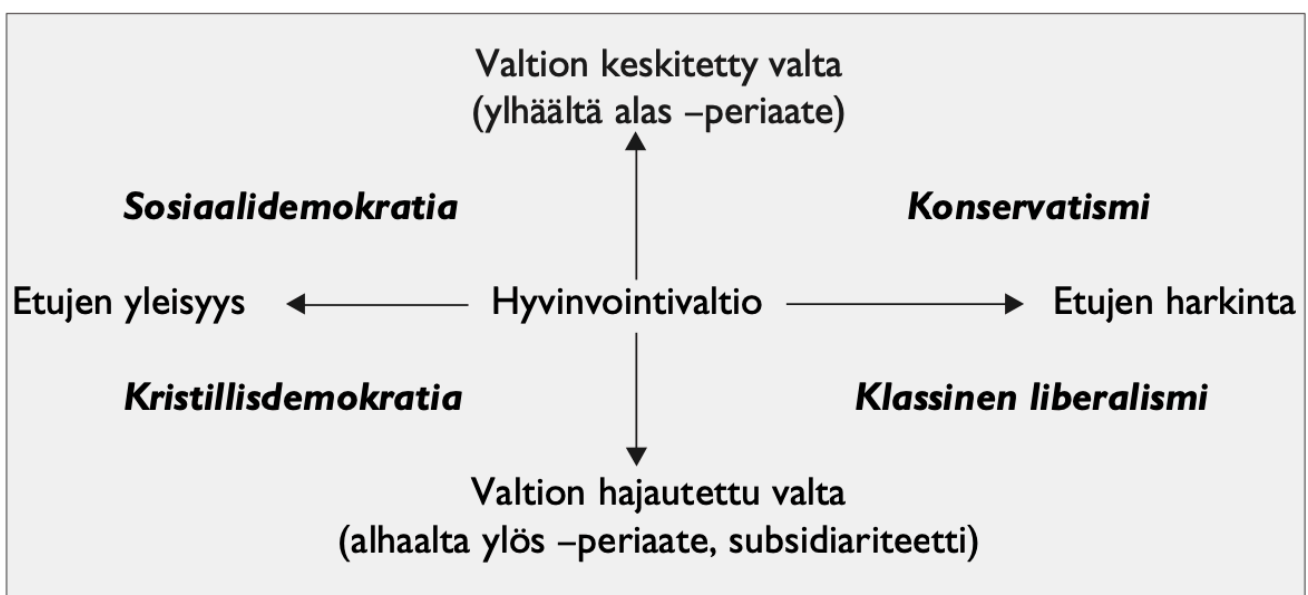 Valtion keskitetty valta
(ylhäältä alas –periaate)
Sosiaalidemokratia
Konservatismi
Etujen yleisyys
Hyvinvointivaltio
Etujen harkinta
Kristillisdemokratia
Klassinen liberalismi
Valtion hajautettu valta
(alhaalta ylös –periaate, subsidiariteetti)